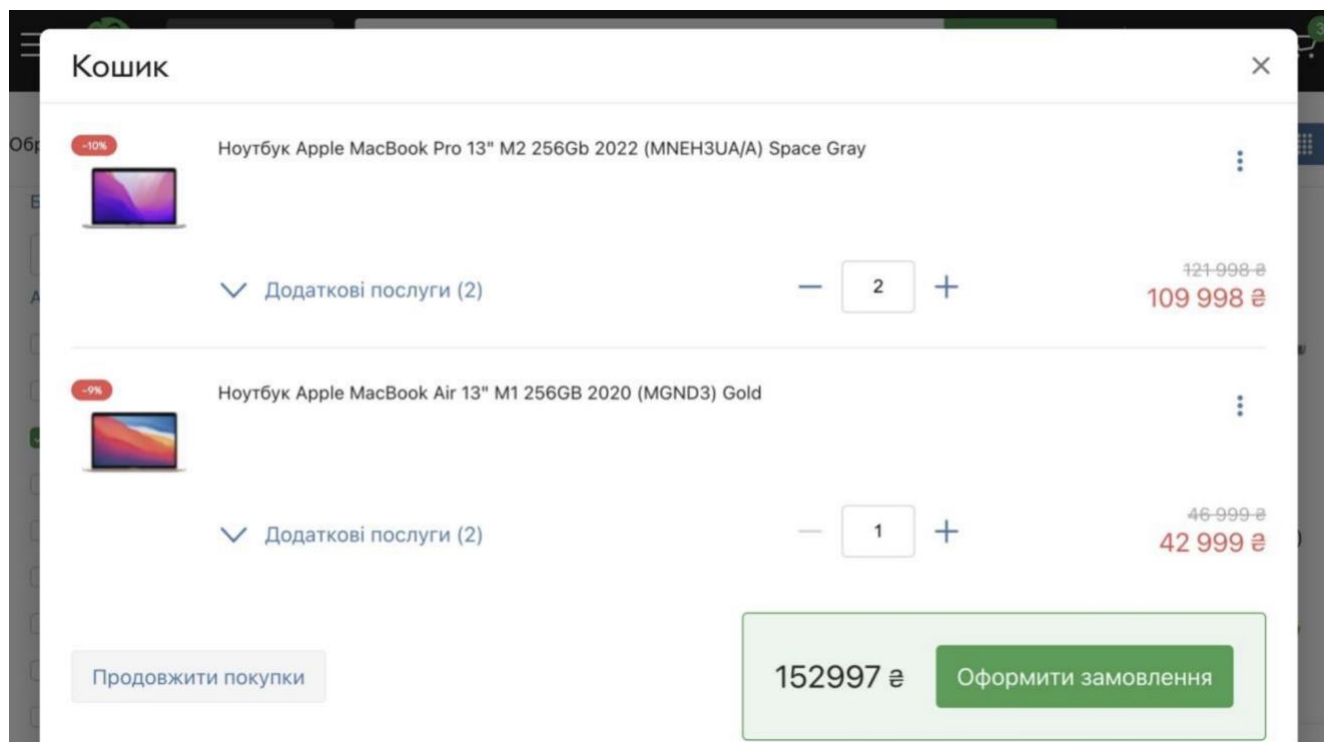 Кошик
-10%
Ноутбук Apple MacBook Pro 13" M2 256Gb 2022 (MNEH3UA/A) Space Gray
Додаткові послуги (2)
2
121 998 ₴
109 998 ₴
-9%
Ноутбук Apple MacBook Air 13" M1 256GB 2020 (MGND3) Gold
Додаткові послуги (2)
1
46 999 ₴
42 999 ₴
Продовжити покупки
152997 ₴
Оформити замовлення